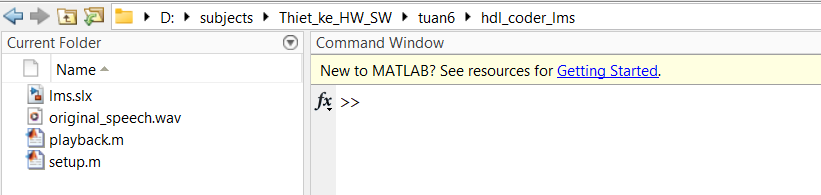 D: ▸ subjects ▸ Thiet_ke_HW_SW ▸ tuan6 ▸ hdl_coder_lms
Current Folder
Command Window
Name
New to MATLAB? See resources for Getting Started.
lms.slx
original_speech.wav
playback.m
setup.m
fx >>